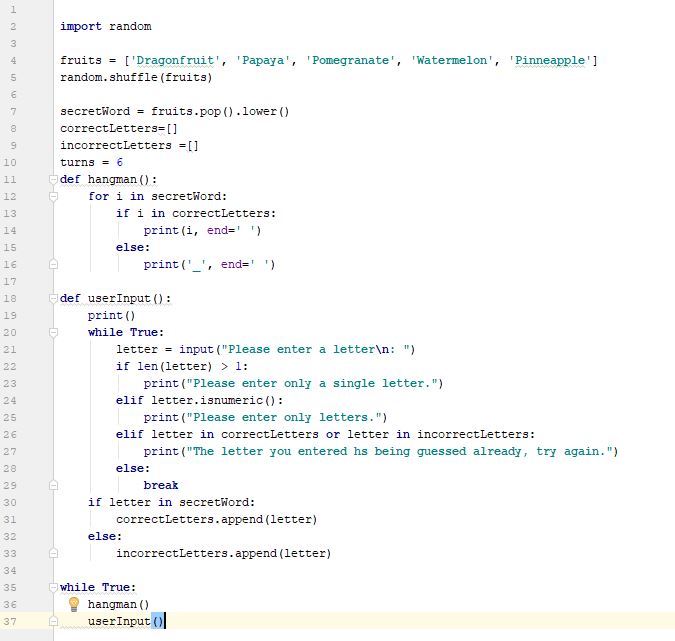 1
2 import random
3
4 fruits = ['Dragonfruit', 'Papaya', 'Pomegranate', 'Watermelon', 'Pinneapple']
5 random.shuffle(fruits)
6
7 secretWord = fruits.pop().lower()
8 correctLetters=[]
9 incorrectLetters =[]
10 turns = 6
11 def hangman():
12     for i in secretWord:
13         if i in correctLetters:
14             print(i, end=' ')
15         else:
16             print('_', end=' ')
17
18 def userInput():
19     print()
20     while True:
21         letter = input("Please enter a letter\n: ")
22         if len(letter) > 1:
23             print("Please enter only a single letter.")
24         elif letter.isnumeric():
25             print("Please enter only letters.")
26         elif letter in correctLetters or letter in incorrectLetters:
27             print("The letter you entered hs being guessed already, try again.")
28         else:
29             break
30     if letter in secretWord:
31         correctLetters.append(letter)
32     else:
33         incorrectLetters.append(letter)
34
35 while True:
36     hangman()
37     userInput()